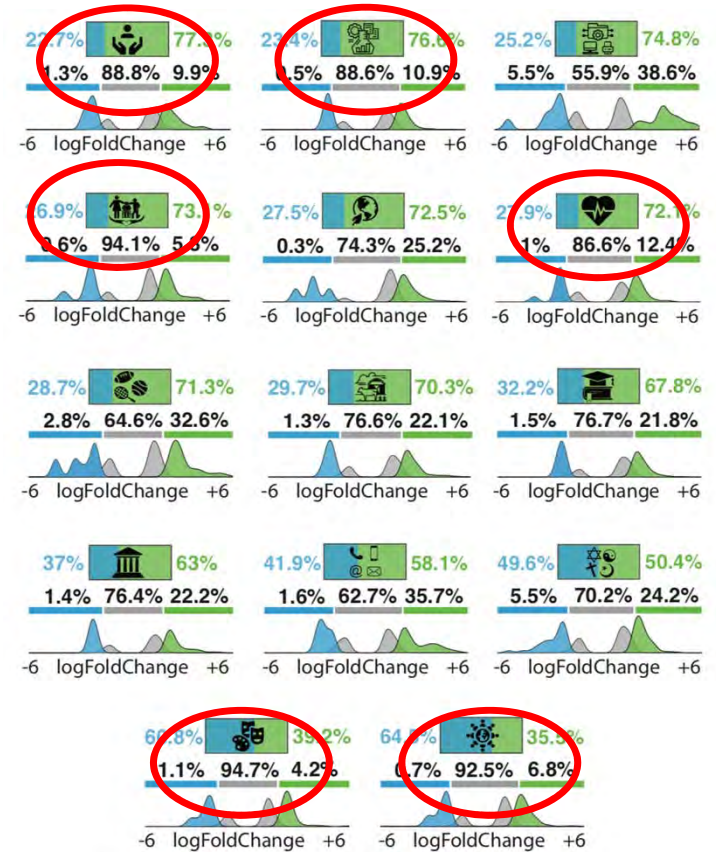 22.7% 77.3% 23.4% 76.6% 25.2% 74.8%
1.3% 88.8% 9.9% 0.5% 88.6% 10.9% 5.5% 55.9% 38.6%
-6 logFoldChange +6 -6 logFoldChange +6 -6 logFoldChange +6
26.9% 73.1% 27.5% 72.5% 27.9% 72.1%
0.6% 94.1% 5.3% 0.3% 74.3% 25.2% 1% 86.6% 12.4%
-6 logFoldChange +6 -6 logFoldChange +6 -6 logFoldChange +6
28.7% 71.3% 29.7% 70.3% 32.2% 67.8%
2.8% 64.6% 32.6% 1.3% 76.6% 22.1% 1.5% 76.7% 21.8%
-6 logFoldChange +6 -6 logFoldChange +6 -6 logFoldChange +6
37% 63% 41.9% 58.1% 49.6% 50.4%
1.4% 76.4% 22.2% 1.6% 62.7% 35.7% 5.5% 70.2% 24.2%
-6 logFoldChange +6 -6 logFoldChange +6 -6 logFoldChange +6
60.8% 39.2% 64.5% 35.5%
1.1% 94.7% 4.2% 0.7% 92.5% 6.8%
-6 logFoldChange +6 -6 logFoldChange +6